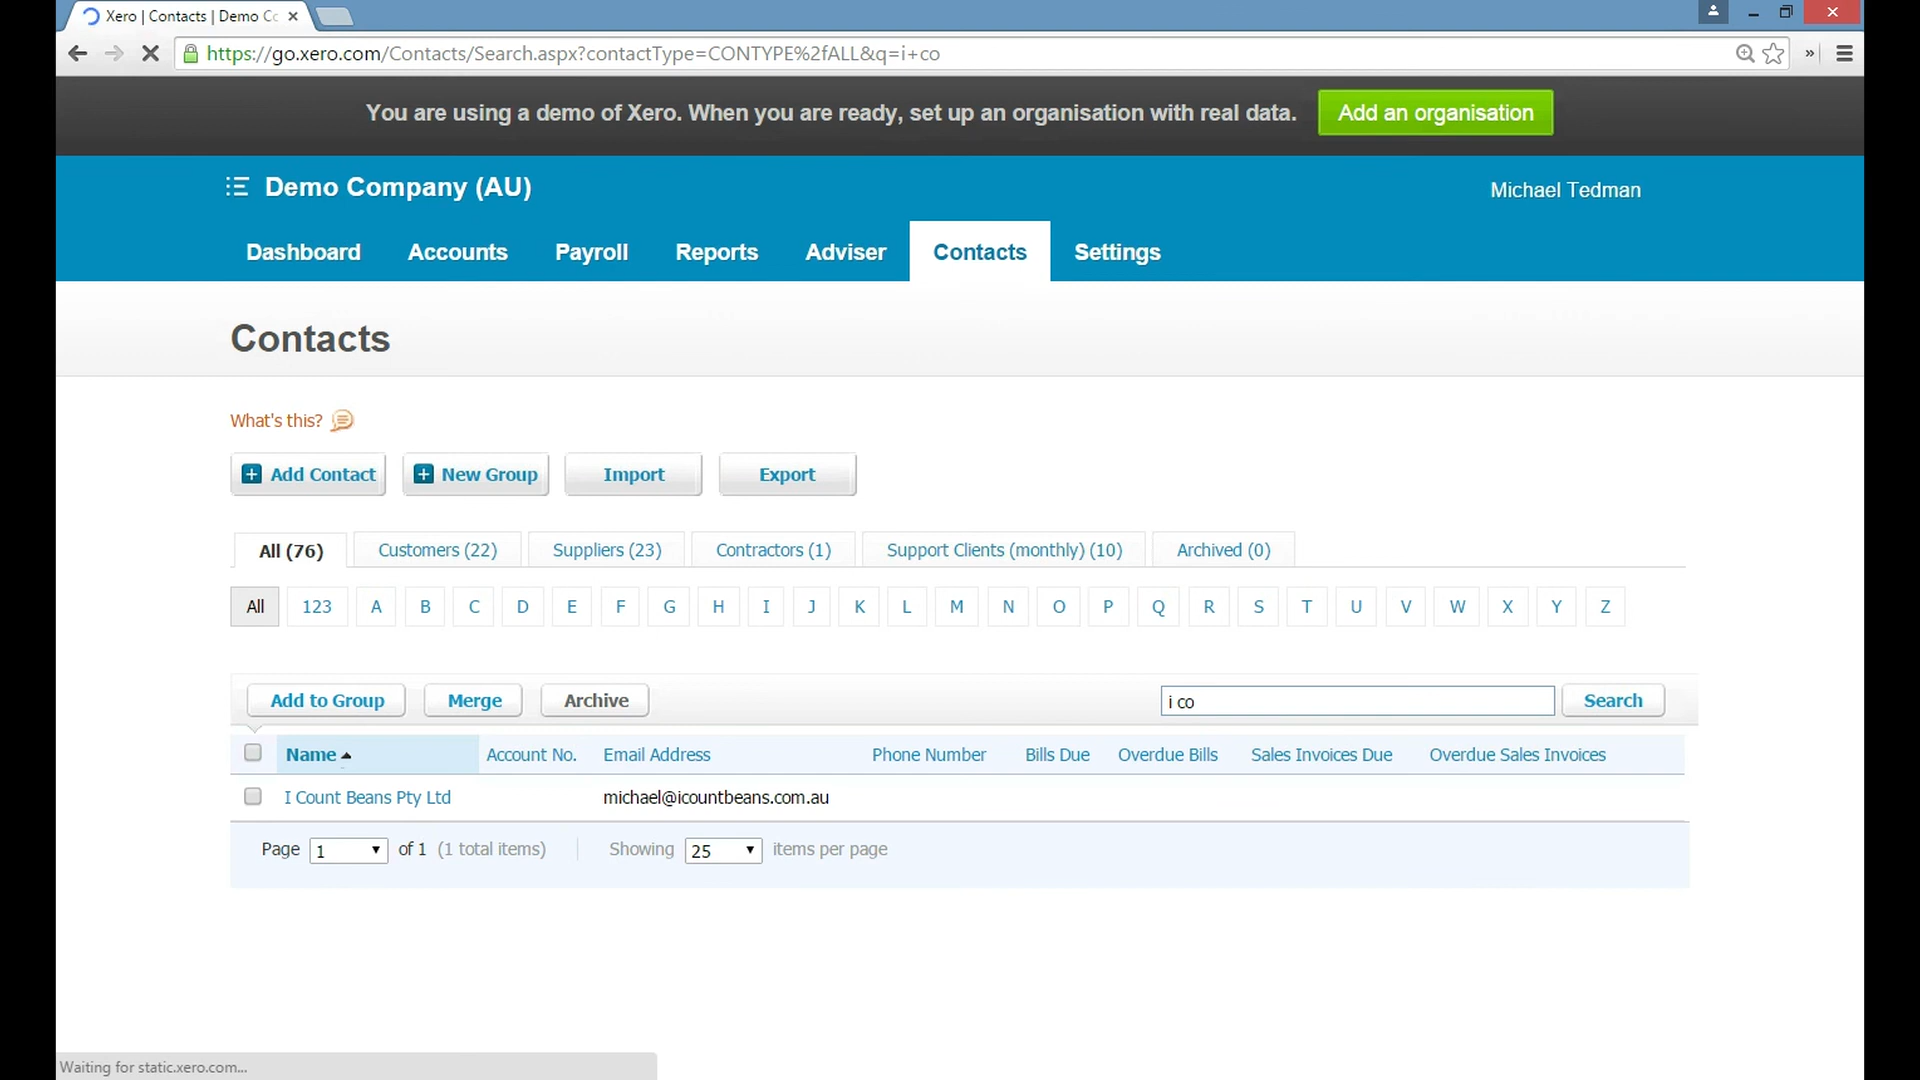 Xero | Contacts | Demo Cc
https://go.xero.com/Contacts/Search.aspx?contactType=CONTYPE%2fALL&q=i+co
You are using a demo of Xero. When you are ready, set up an organisation with real data. Add an organisation
Demo Company (AU) Michael Tedman
Dashboard Accounts Payroll Reports Adviser Contacts Settings
Contacts
What's this?
Add Contact New Group Import Export
All (76) Customers (22) Suppliers (23) Contractors (1) Support Clients (monthly) (10) Archived (0)
All 123 A B C D E F G H I J K L M N O P Q R S T U V W X Y Z
Add to Group Merge Archive i co Search
Name Account No. Email Address Phone Number Bills Due Overdue Bills Sales Invoices Due Overdue Sales Invoices
I Count Beans Pty Ltd michael@icountbeans.com.au
Page 1 of 1 (1 total items) Showing 25 items per page
Waiting for static.xero.com...